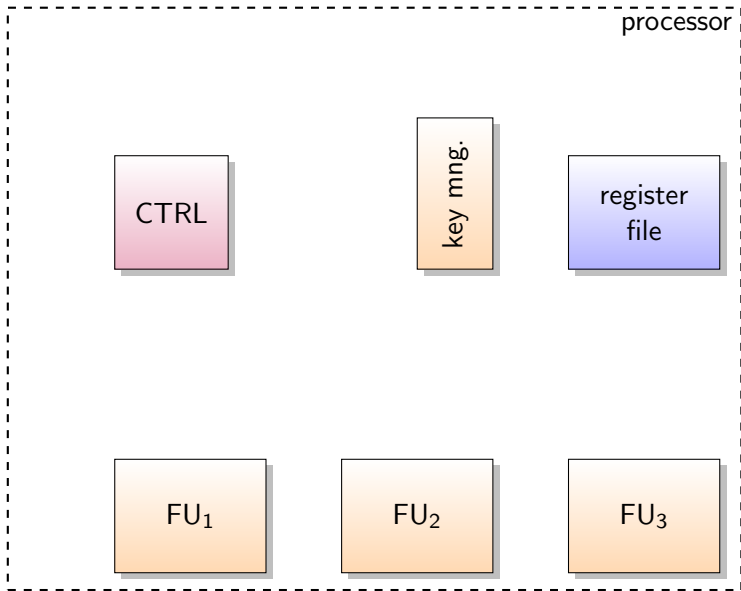 processor
CTRL
key mng.
register
file
FU₁
FU₂
FU₃